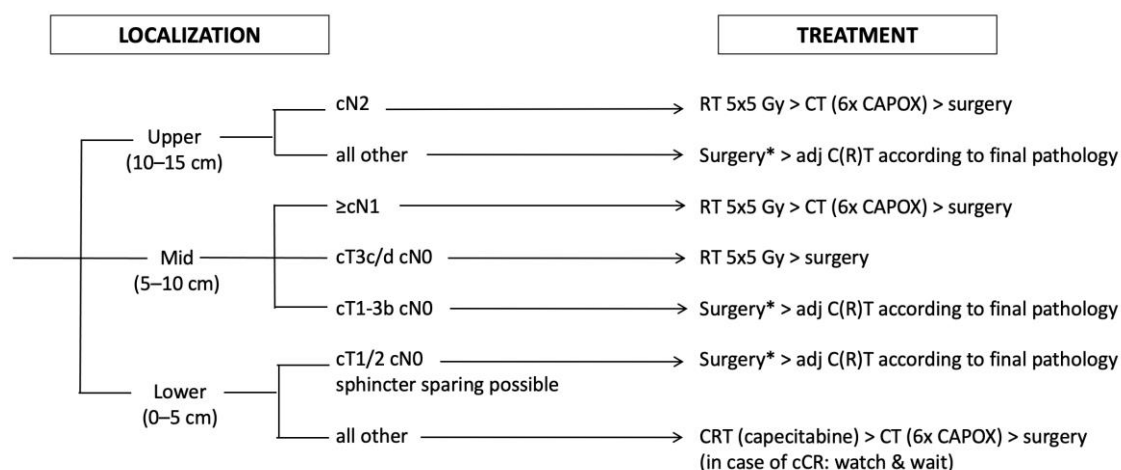 LOCALIZATION TREATMENT
cN2 RT 5x5 Gy > CT (6x CAPOX) > surgery
Upper
(10–15 cm)
all other Surgery* > adj C(R)T according to final pathology
≥cN1 RT 5x5 Gy > CT (6x CAPOX) > surgery
Mid
(5–10 cm)
cT3c/d cN0 RT 5x5 Gy > surgery
cT1-3b cN0 Surgery* > adj C(R)T according to final pathology
cT1/2 cN0 Surgery* > adj C(R)T according to final pathology
sphincter sparing possible
Lower
(0–5 cm)
all other CRT (capecitabine) > CT (6x CAPOX) > surgery
(in case of cCR: watch & wait)